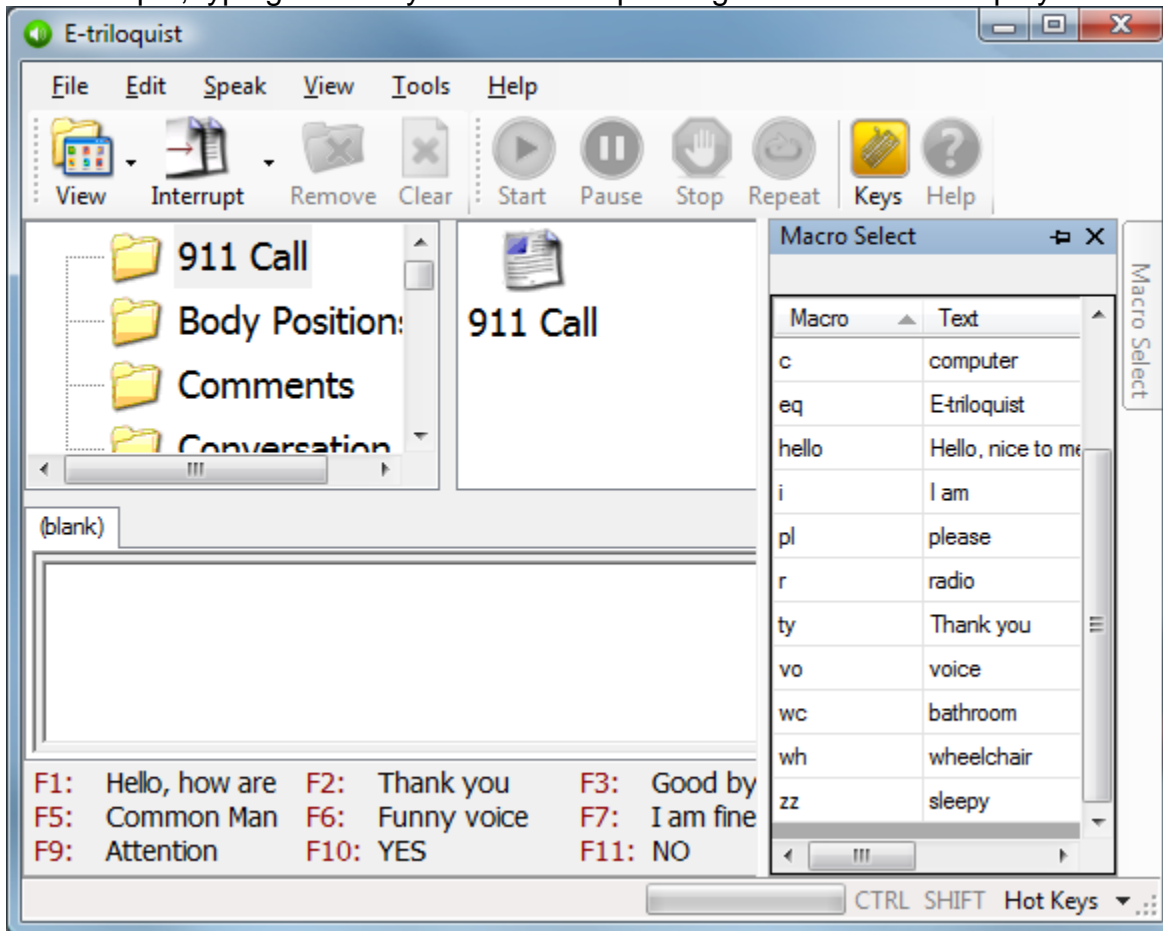 E-triloquist
File Edit Speak View Tools Help
View Interrupt Remove Clear Start Pause Stop Repeat Keys Help
911 Call
Body Position
Comments
Conversation
911 Call
Macro Select
Macro Text
c computer
eq E-triloquist
hello Hello, nice to me
i I am
pl please
r radio
ty Thank you
vo voice
wc bathroom
wh wheelchair
zz sleepy
Macro Select
(blank)
F1: Hello, how are F2: Thank you F3: Good by
F5: Common Man F6: Funny voice F7: I am fine
F9: Attention F10: YES F11: NO
CTRL SHIFT Hot Keys